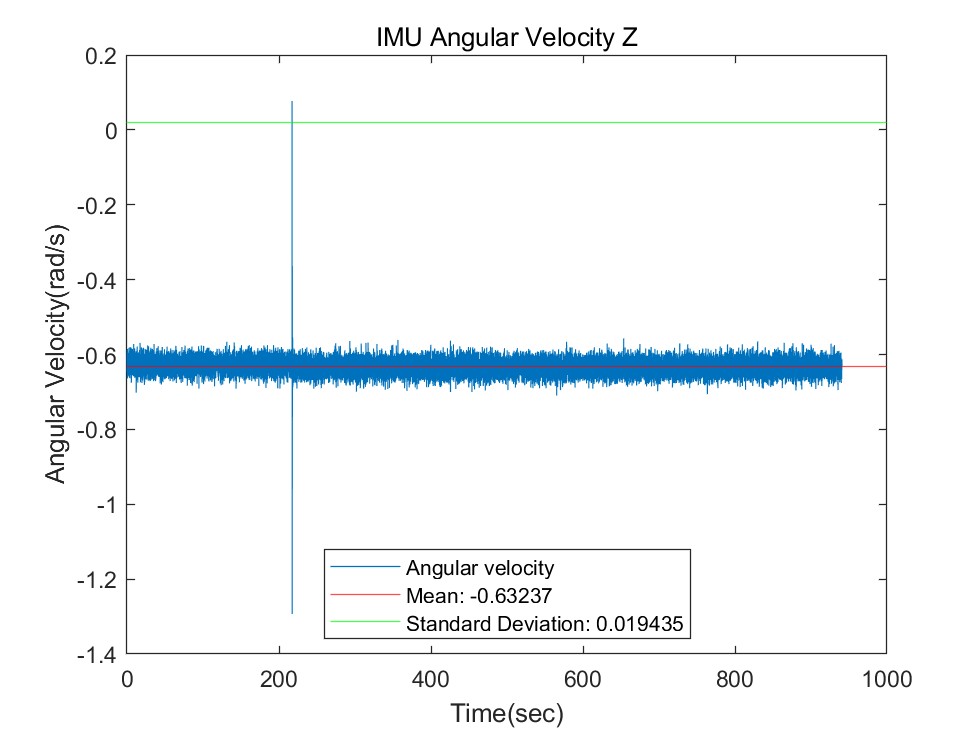 IMU Angular Velocity Z
0.2
0
-0.2
-0.4
-0.6
-0.8
-1
-1.2
-1.4
Angular Velocity(rad/s)
Angular velocity
Mean: -0.63237
Standard Deviation: 0.019435
0 200 400 600 800 1000
Time(sec)